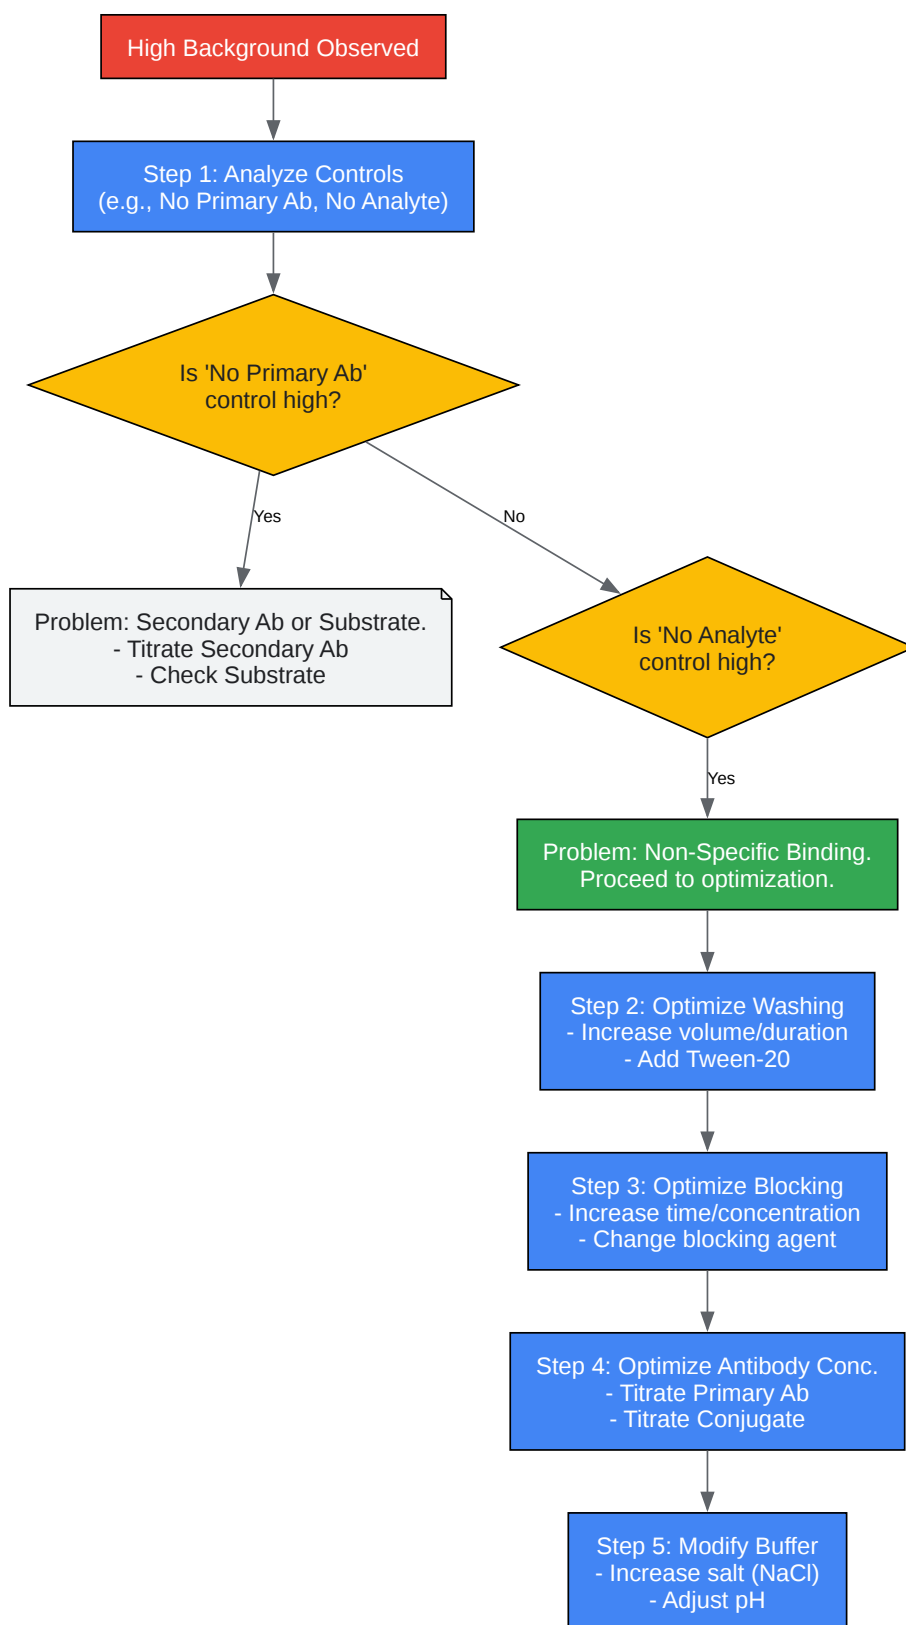 High Background Observed
Step 1: Analyze Controls
(e.g., No Primary Ab, No Analyte)
Is 'No Primary Ab'
control high?
Yes
No
Problem: Secondary Ab or Substrate.
- Titrate Secondary Ab
- Check Substrate
Is 'No Analyte'
control high?
Yes
Problem: Non-Specific Binding.
Proceed to optimization.
Step 2: Optimize Washing
- Increase volume/duration
- Add Tween-20
Step 3: Optimize Blocking
- Increase time/concentration
- Change blocking agent
Step 4: Optimize Antibody Conc.
- Titrate Primary Ab
- Titrate Conjugate
Step 5: Modify Buffer
- Increase salt (NaCl)
- Adjust pH